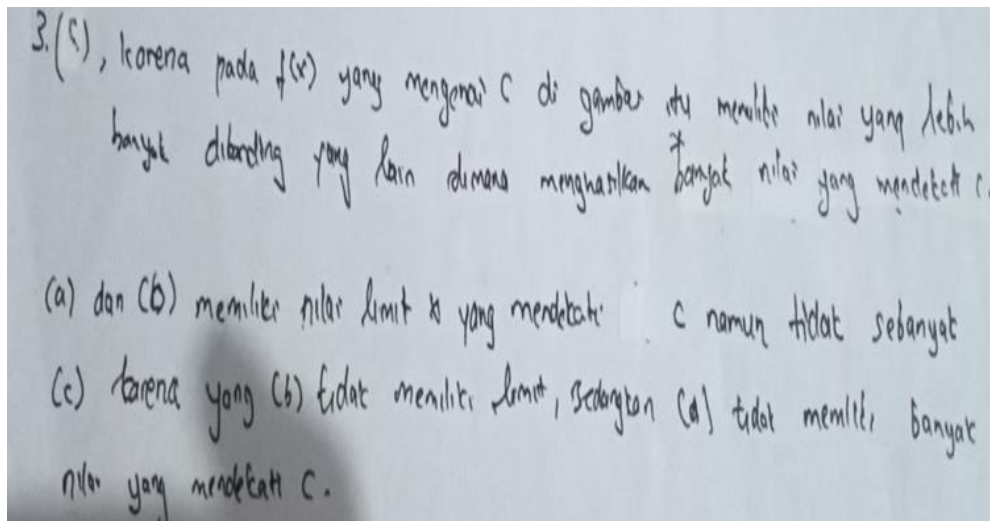 3. (c), karena pada f(x) yang mengenai c di gambar itu memiliki nilai yang lebih
banyak dibanding yang lain dimana menghasilkan banyak nilai yang mendekati c.
(a) dan (b) memiliki nilai limit x yang mendekati c namun tidak sebanyak
(c) karena yang (b) tidak memiliki limit, sedangkan (a) tidak memiliki banyak
nilai yang mendekati c.